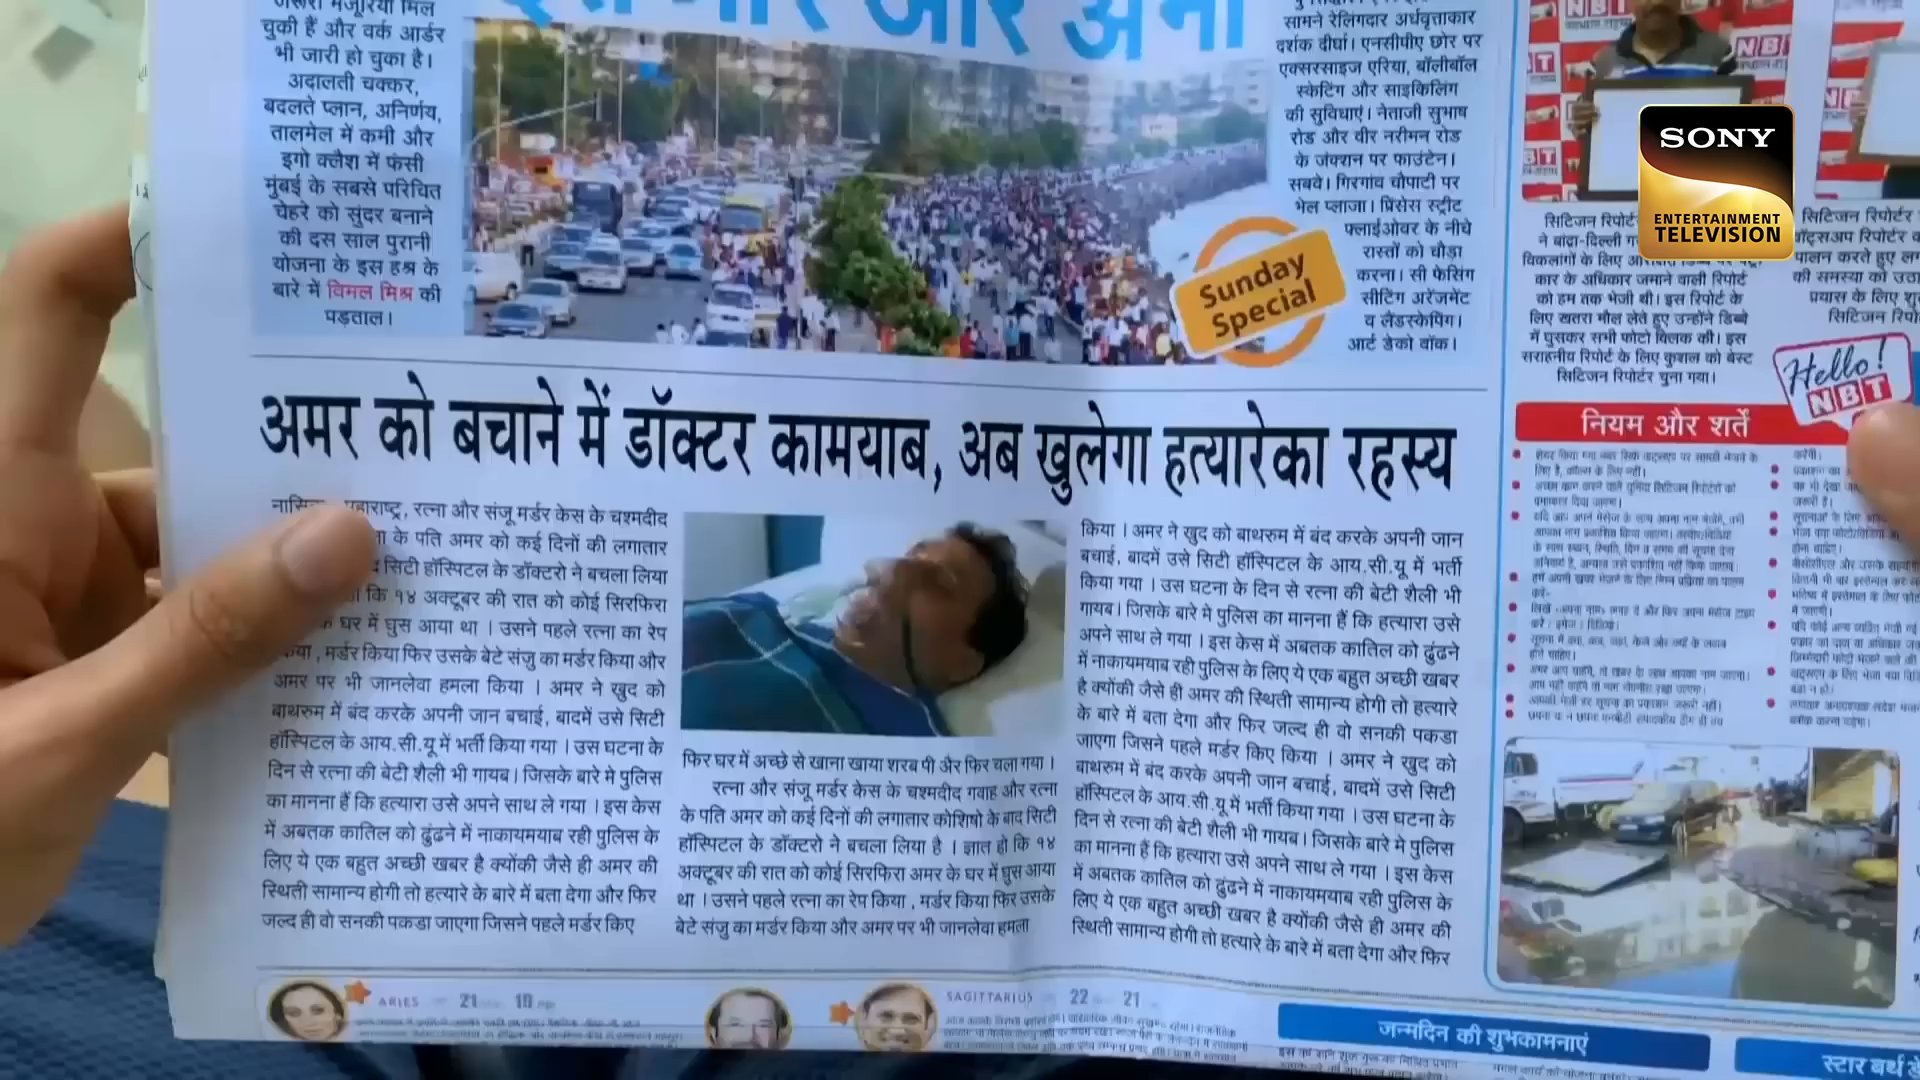 चुकी हैं और वर्क आर्डर
भी जारी हो चुका है।
अदालती चक्कर,
बदलते प्लान, अनिर्णय,
तालमेल में कमी और
इगो क्लैश में फंसी
मुंबई के सबसे परिचित
चेहरे को सुंदर बनाने
की दस साल पुरानी
योजना के इस हश्र के
बारे में विमल मिश्र की
पड़ताल।
Sunday
Special
सामने रेलिंगदार अर्धवृत्ताकार
दर्शक दीर्घा। एनसीपीए छोर पर
एक्सरसाइज एरिया, बॉलीबॉल
स्केटिंग और साइकिलिंग
की सुविधाएं। नेताजी सुभाष
रोड और वीर नरीमन रोड
के जंक्शन पर फाउंटेन।
सबवे। गिरगांव चौपाटी पर
भेल प्लाजा। प्रिंसेस स्ट्रीट
फ्लाईओवर के नीचे
रास्तों को चौड़ा
करना। सी फेसिंग
सीटिंग अरेंजमेंट
व लैंडस्केपिंग।
आर्ट डेको वॉक।
अमर को बचाने में डॉक्टर कामयाब, अब खुलेगा हत्यारेका रहस्य
महाराष्ट्र, रत्ना और संजू मर्डर केस के चश्मदीद
के पति अमर को कई दिनों की लगातार
सिटी हॉस्पिटल के डॉक्टरो ने बचला लिया
कि १४ अक्टूबर की रात को कोई सिरफिरा
घर में घुस आया था । उसने पहले रत्ना का रेप
मर्डर किया फिर उसके बेटे संजु का मर्डर किया और
अमर पर भी जानलेवा हमला किया । अमर ने खुद को
बाथरुम में बंद करके अपनी जान बचाई, बादमें उसे सिटी
हॉस्पिटल के आय.सी.यू में भर्ती किया गया । उस घटना के
दिन से रत्ना की बेटी शैली भी गायब। जिसके बारे मे पुलिस
का मानना हैं कि हत्यारा उसे अपने साथ ले गया । इस केस
में अबतक कातिल को ढुंढने में नाकायमयाब रही पुलिस के
लिए ये एक बहुत अच्छी खबर है क्योंकी जैसे ही अमर की
स्थिती सामान्य होगी तो हत्यारे के बारे में बता देगा और फिर
जल्द ही वो सनकी पकडा जाएगा जिसने पहले मर्डर किए
फिर घर में अच्छे से खाना खाया शरब पी और फिर चला गया ।
रत्ना और संजू मर्डर केस के चश्मदीद गवाह और रत्ना
के पति अमर को कई दिनों की लगातार कोशिषो के बाद सिटी
हॉस्पिटल के डॉक्टरो ने बचला लिया है । ज्ञात हो कि १४
अक्टूबर की रात को कोई सिरफिरा अमर के घर में घुस आया
था । उसने पहले रत्ना का रेप किया , मर्डर किया फिर उसके
बेटे संजु का मर्डर किया और अमर पर भी जानलेवा हमला
किया । अमर ने खुद को बाथरुम में बंद करके अपनी जान
बचाई, बादमें उसे सिटी हॉस्पिटल के आय.सी.यू में भर्ती
किया गया । उस घटना के दिन से रत्ना की बेटी शैली भी
गायब। जिसके बारे मे पुलिस का मानना हैं कि हत्यारा उसे
अपने साथ ले गया । इस केस में अबतक कातिल को ढुंढने
में नाकायमयाब रही पुलिस के लिए ये एक बहुत अच्छी खबर
है क्योंकी जैसे ही अमर की स्थिती सामान्य होगी तो हत्यारे
के बारे में बता देगा और फिर जल्द ही वो सनकी पकडा
जाएगा जिसने पहले मर्डर किए किया । अमर ने खुद को
बाथरुम में बंद करके अपनी जान बचाई, बादमें उसे सिटी
हॉस्पिटल के आय.सी.यू में भर्ती किया गया । उस घटना के
दिन से रत्ना की बेटी शैली भी गायब। जिसके बारे मे पुलिस
का मानना हैं कि हत्यारा उसे अपने साथ ले गया । इस केस
में अबतक कातिल को ढुंढने में नाकायमयाब रही पुलिस के
लिए ये एक बहुत अच्छी खबर है क्योंकी जैसे ही अमर की
स्थिती सामान्य होगी तो हत्यारे के बारे में बता देगा और फिर
NBT
SONY
ENTERTAINMENT
TELEVISION
सिटिजन रिपोर्टर
ने बांद्रा-दिल्ली
विकलांगों के लिए
कार के अधिकार जमाने वाली रिपोर्ट
को हम तक भेजी थी। इस रिपोर्ट के
लिए खतरा मौल लेते हुए उन्होंने डिब्बे
में घुसकर सभी फोटो क्लिक की। इस
सराहनीय रिपोर्ट के लिए कुशल को बेस्ट
सिटिजन रिपोर्टर चुना गया।
सिटिजन रिपोर्टर
वॉट्सअप रिपोर्टर
पालन करते हुए
की समस्या को
प्रयास के लिए
सिटिजन
Hello!
NBT
नियम और शर्ते
ARIES 21 19
SAGITTARIUS 22 21
जन्मदिन की शुभकामनाएं
स्टार बर्थ डे